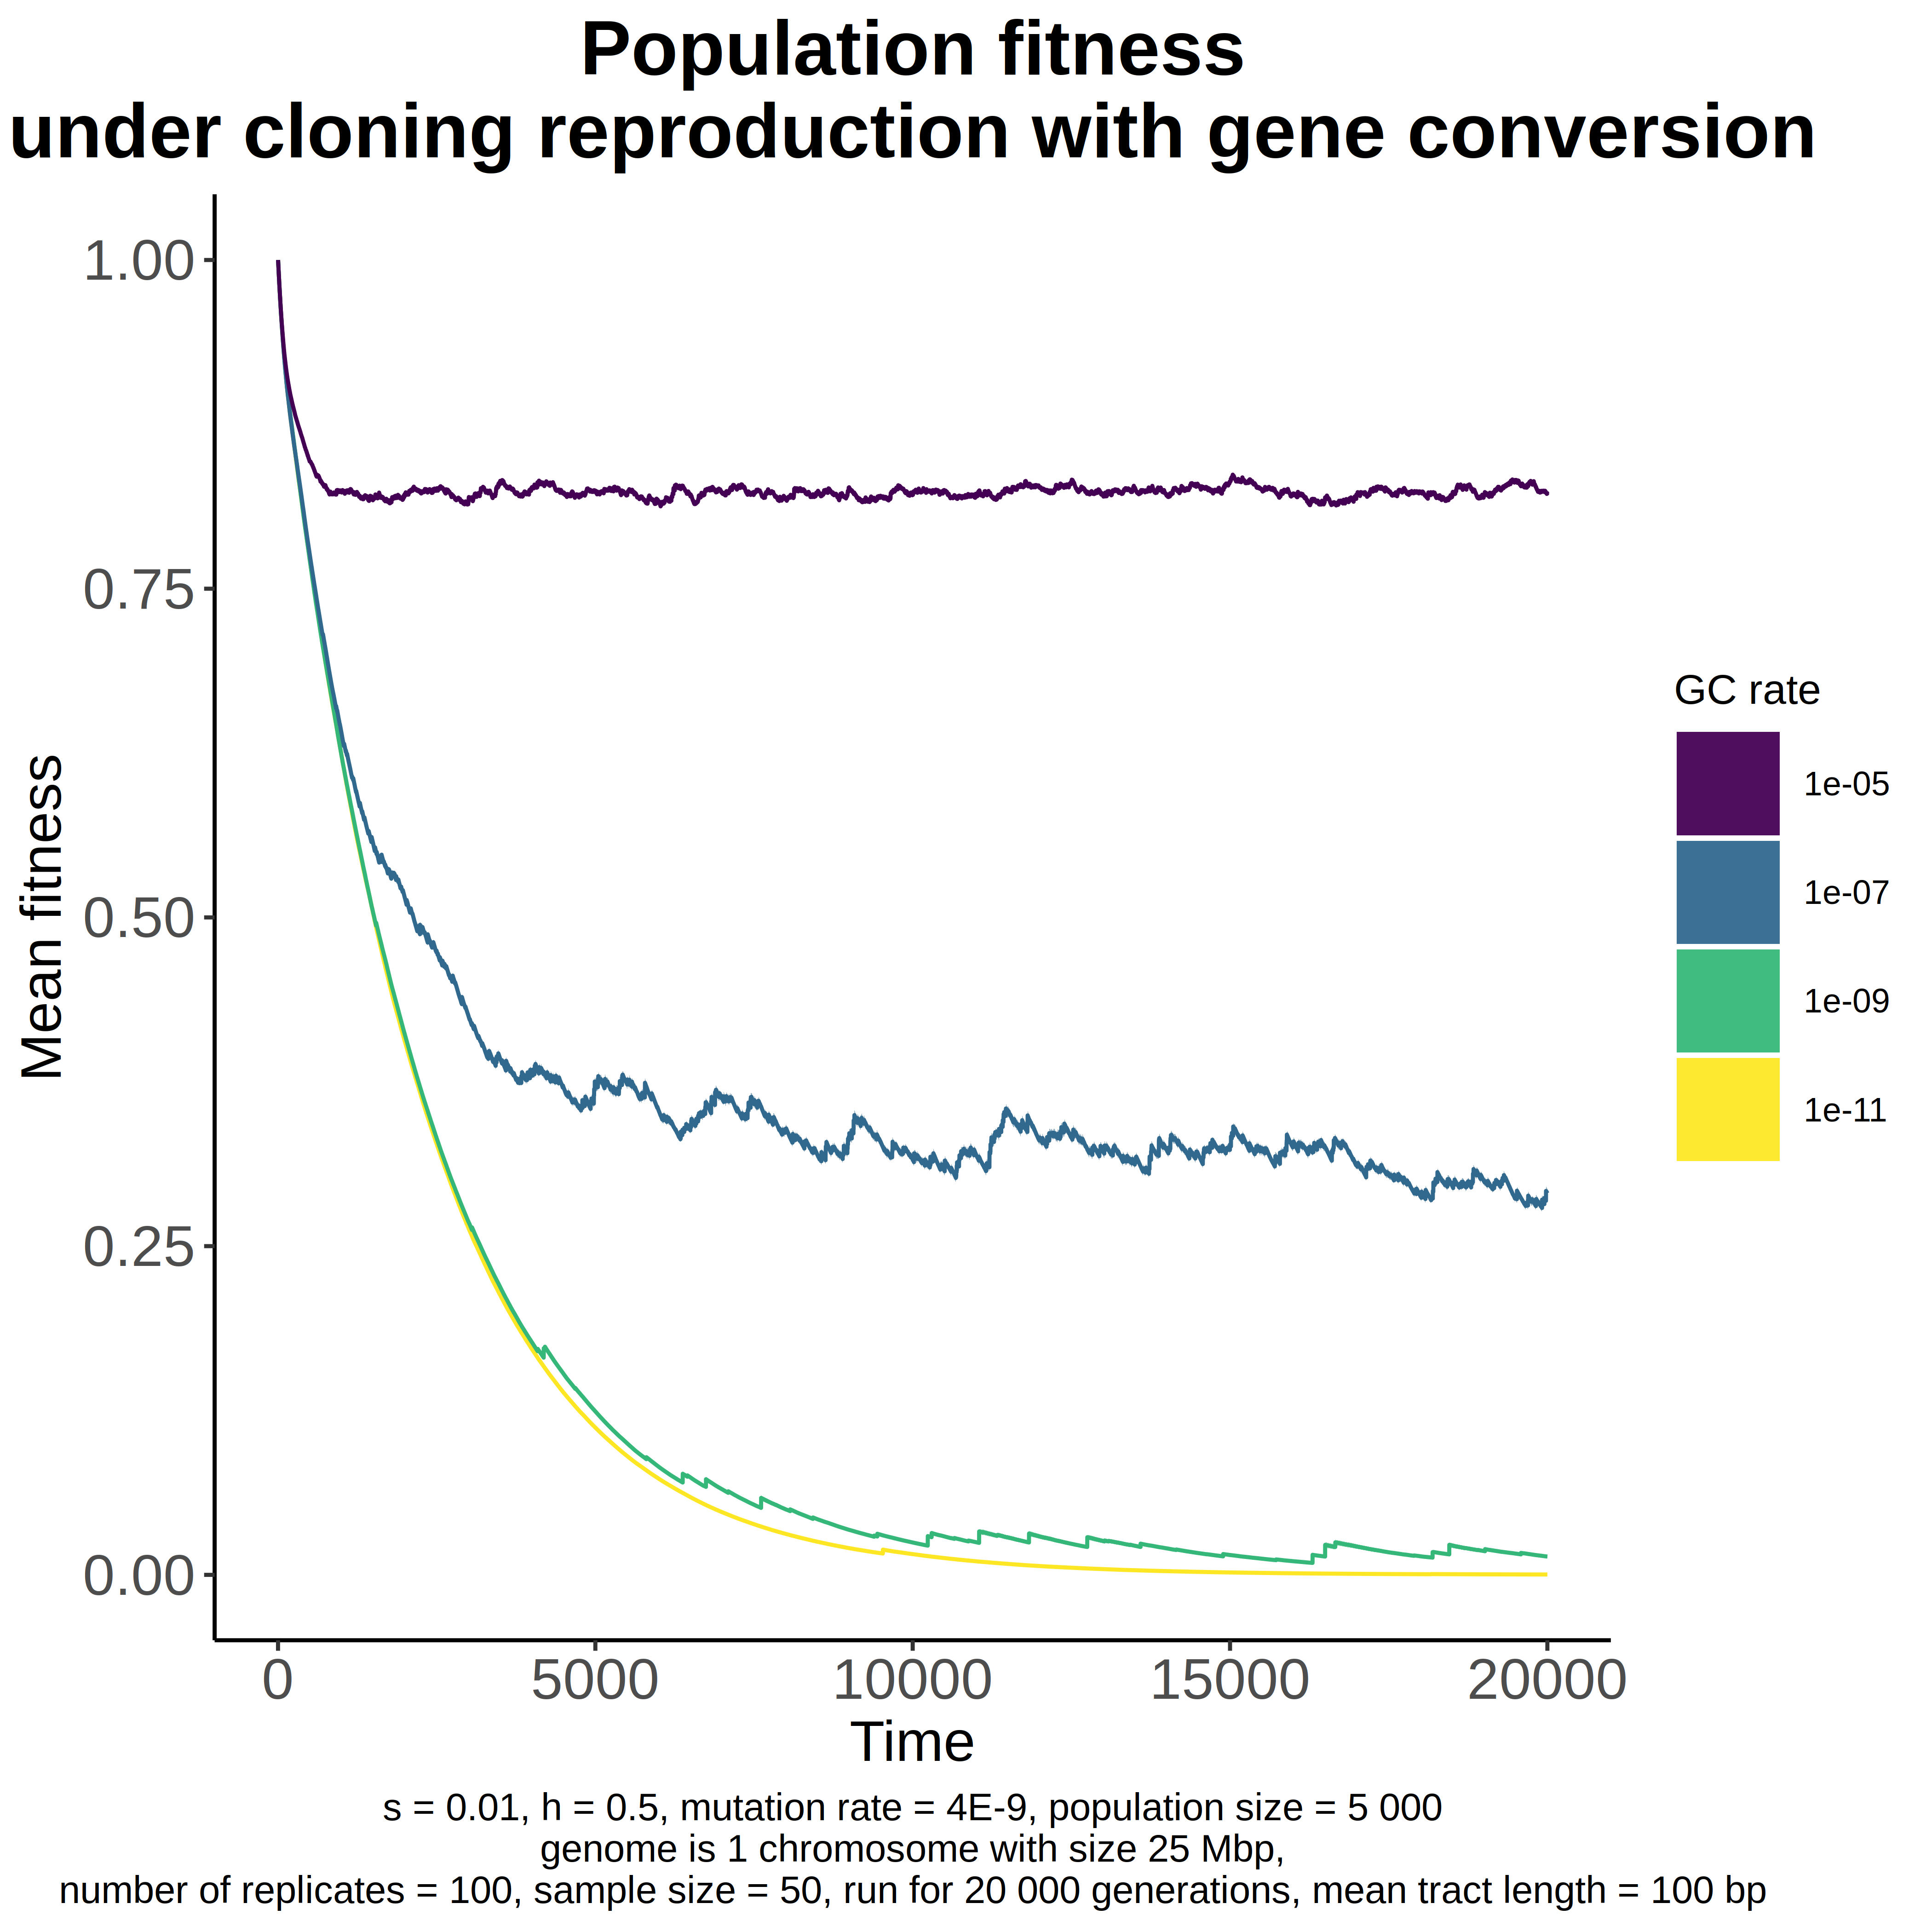 Population fitness
under cloning reproduction with gene conversion
1.00
0.75
0.50
0.25
0.00
Mean fitness
0 5000 10000 15000 20000
Time
GC rate
1e-05
1e-07
1e-09
1e-11
s = 0.01, h = 0.5, mutation rate = 4E-9, population size = 5 000
genome is 1 chromosome with size 25 Mbp,
number of replicates = 100, sample size = 50, run for 20 000 generations, mean tract length = 100 bp